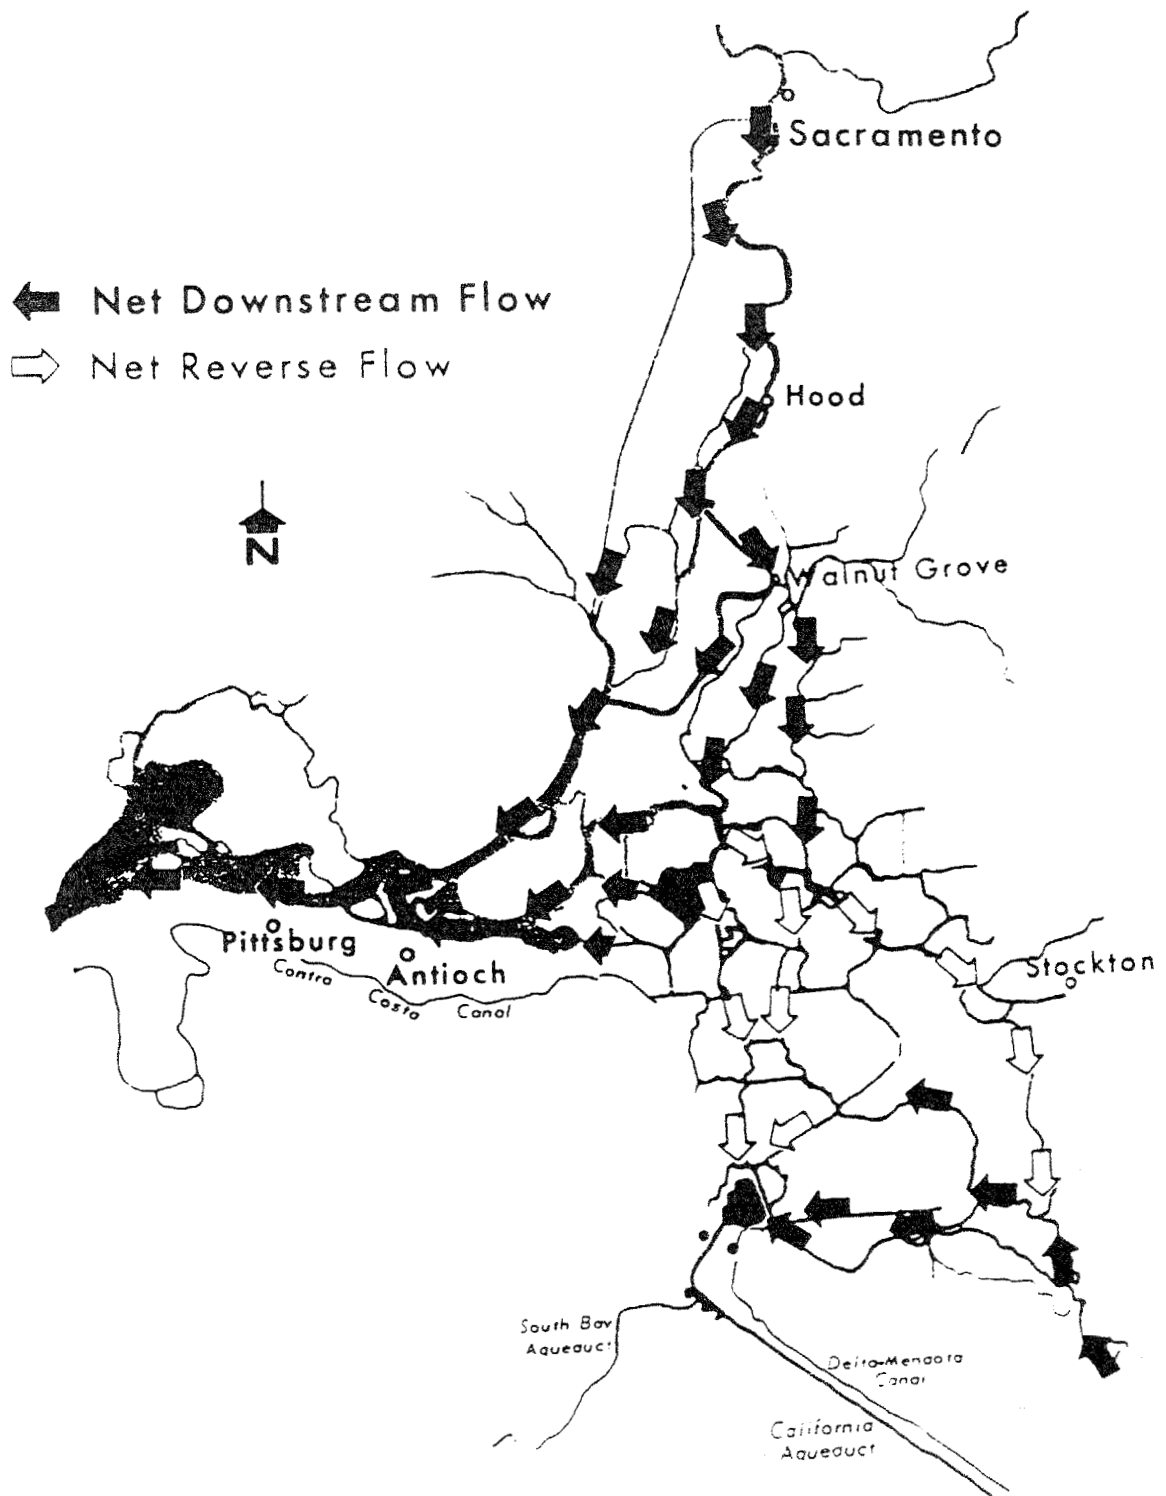 Sacramento
Net Downstream Flow
Net Reverse Flow
Hood
N
Walnut Grove
Pittsburg
Antioch
Stockton
Contra
Costa
Canal
South Bay
Aqueduct
Delta-Mendota
Canal
California
Aqueduct